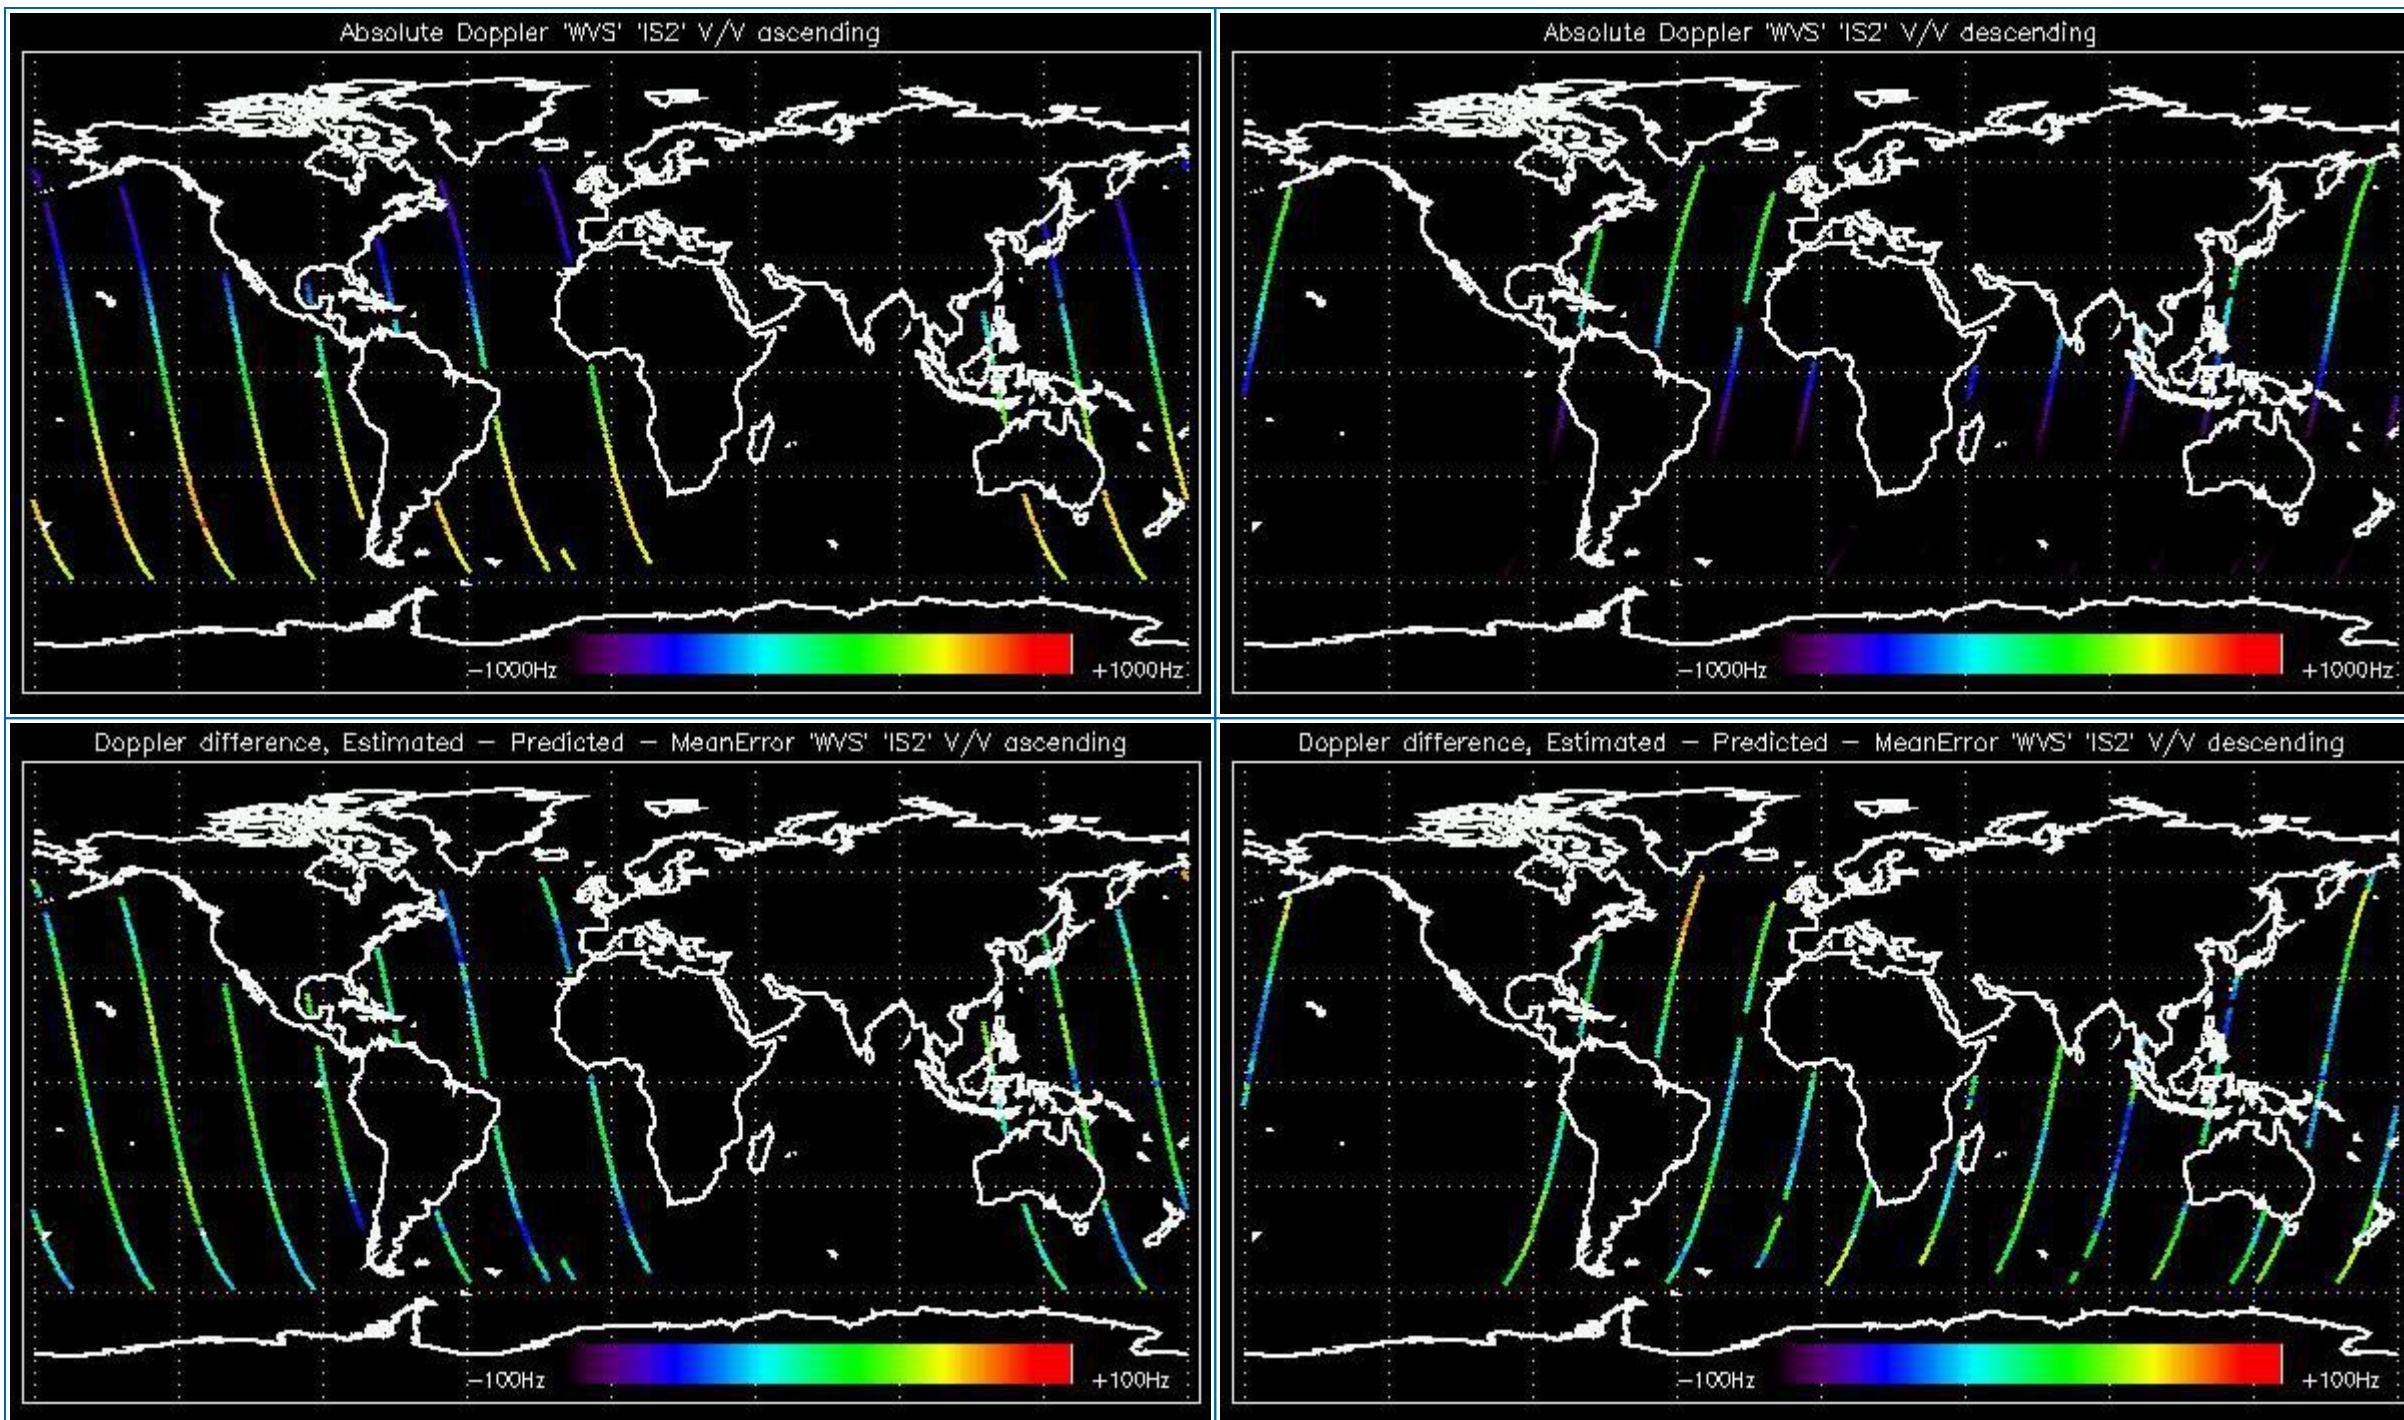 Absolute Doppler 'WVS' 'IS2' V/V ascending
-1000Hz +1000Hz
Absolute Doppler 'WVS' 'IS2' V/V descending
-1000Hz +1000Hz
Doppler difference, Estimated - Predicted - MeanError 'WVS' 'IS2' V/V ascending
-100Hz +100Hz
Doppler difference, Estimated - Predicted - MeanError 'WVS' 'IS2' V/V descending
-100Hz +100Hz